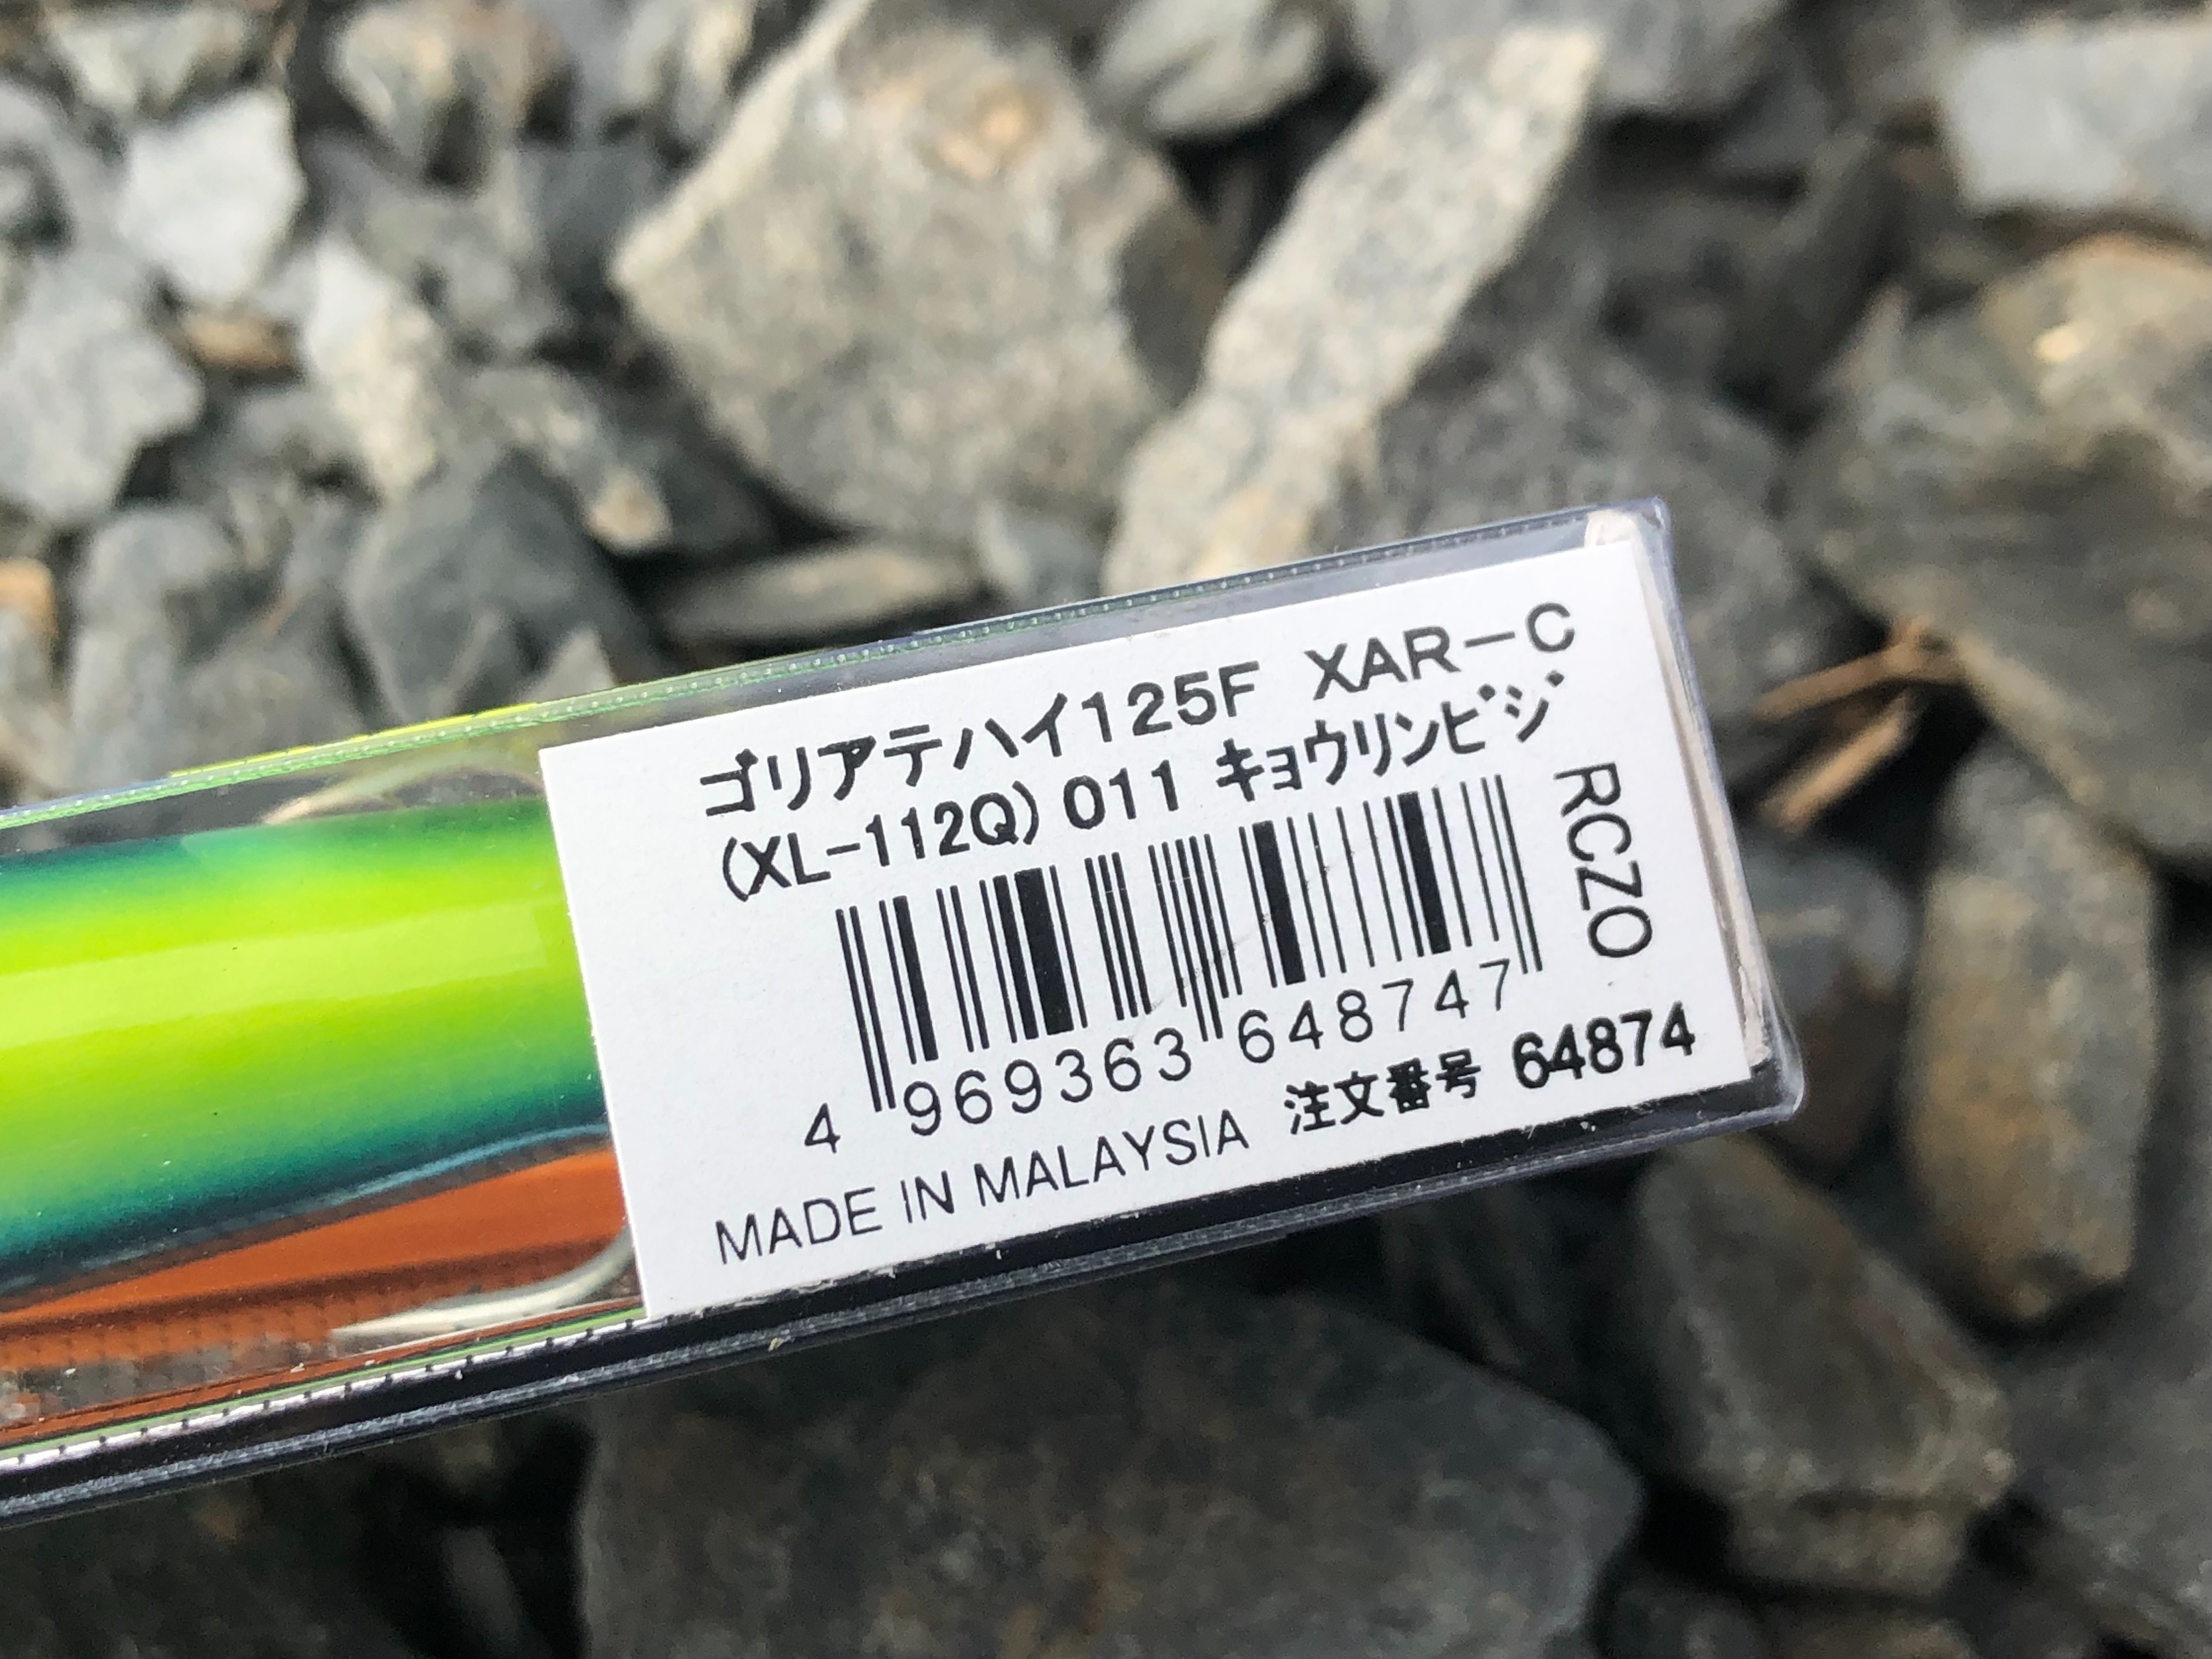 ゴリアテハイ125F XAR-C
(XL-112Q) 011 キョウリンビジ
RCZO
4 969363 648747
MADE IN MALAYSIA 注文番号 64874